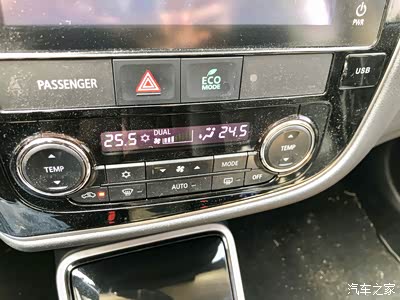 PWR
PASSENGER
ECO
MODE
USB
25.5 DUAL 24.5
TEMP
MODE
TEMP
AUTO
OFF
汽车之家